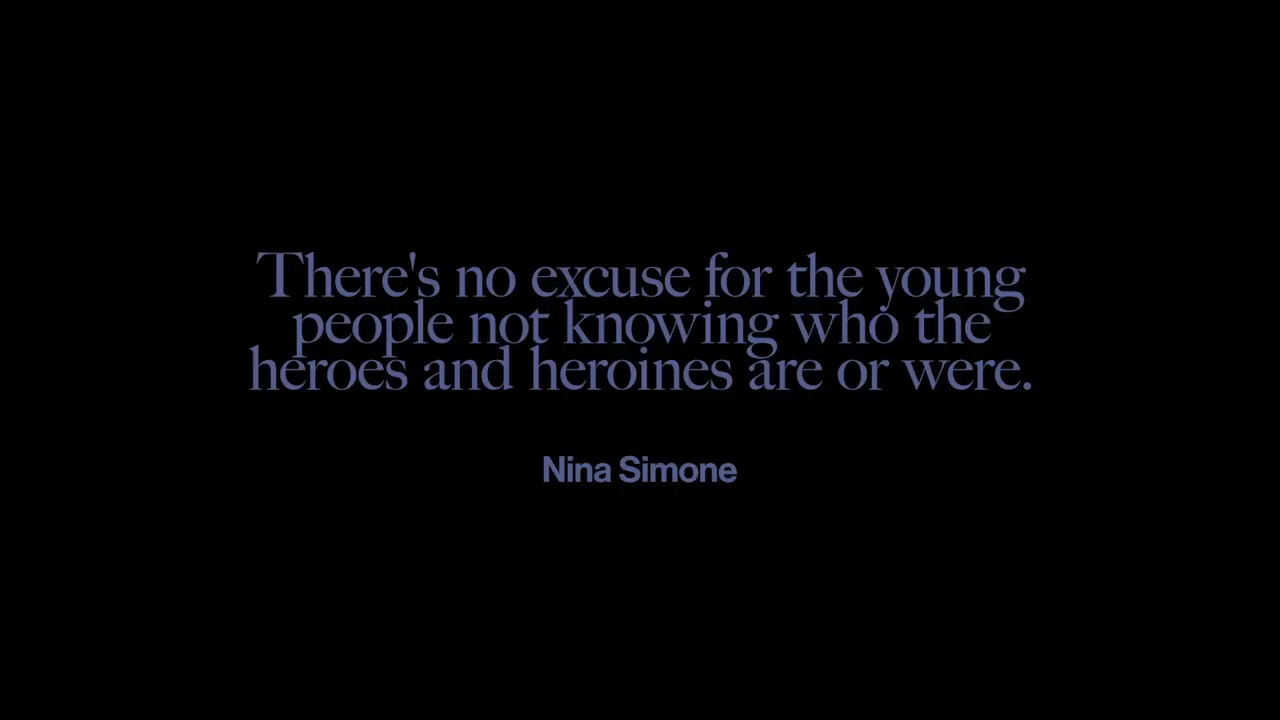 There's no excuse for the young
people not knowing who the
heroes and heroines are or were.
Nina Simone